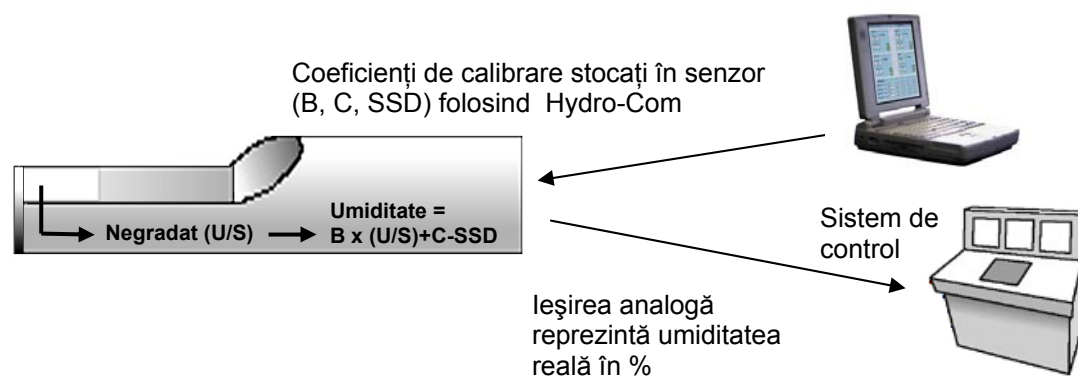 Coeficienți de calibrare stocați în senzor
(B, C, SSD) folosind Hydro-Com
Negradat (U/S)
Umiditate =
B x (U/S)+C-SSD
Sistem de
control
Ieşirea analogă
reprezintă umiditatea
reală în %